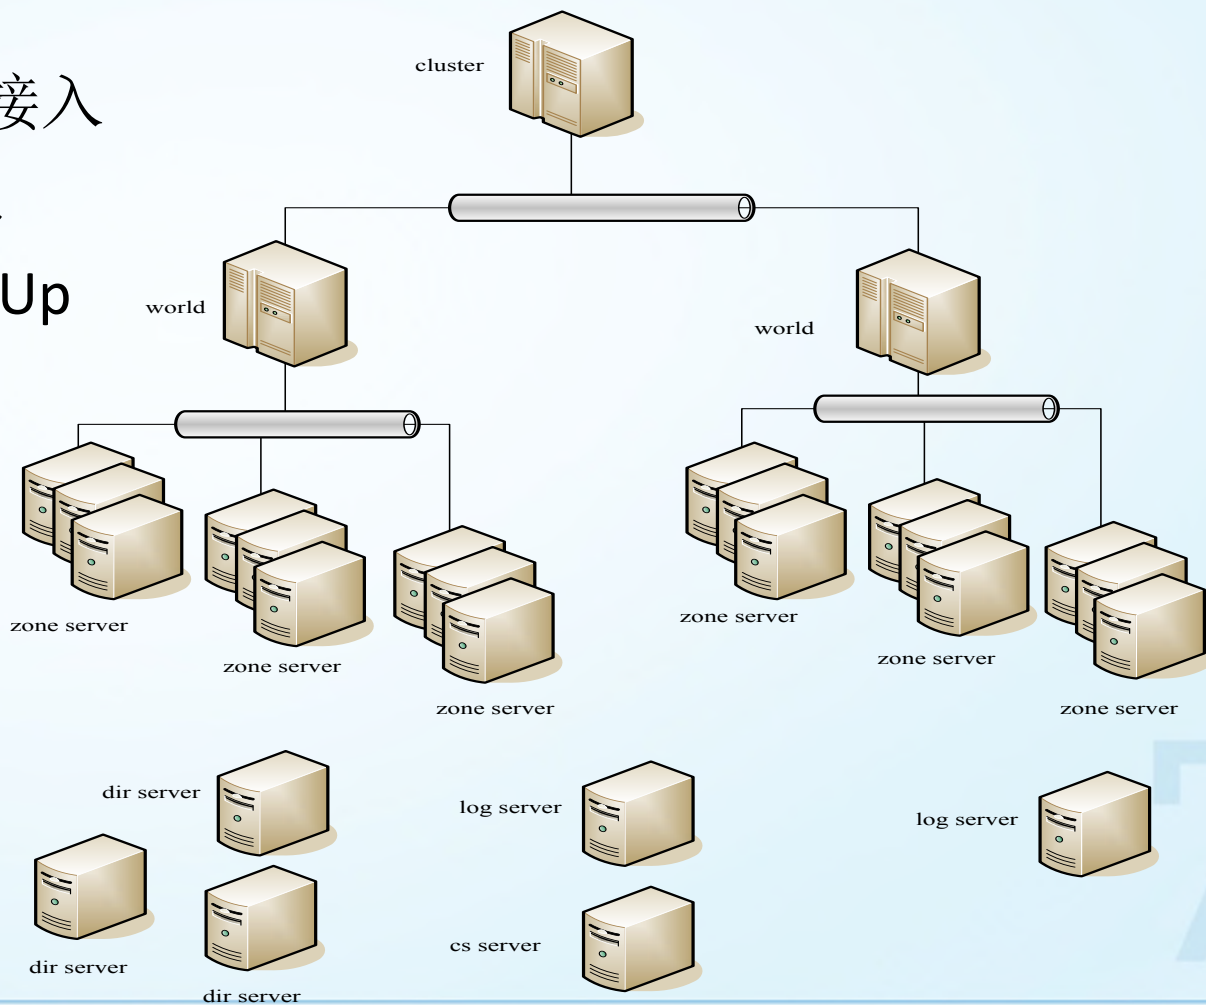 cluster
接入
Up
world
world
zone server
zone server
zone server
zone server
zone server
zone server
dir server
log server
log server
cs server
dir server
dir server